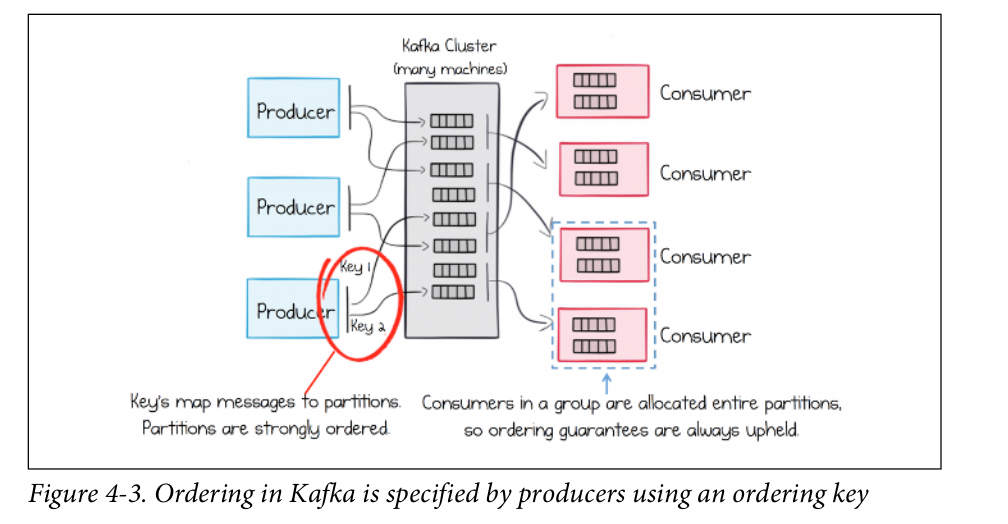 Kafka Cluster
(many machines)
Producer
Producer
Producer
Key 1
Key 2
Consumer
Consumer
Consumer
Consumer
Key's map messages to partitions.
Partitions are strongly ordered.
Consumers in a group are allocated entire partitions,
so ordering guarantees are always upheld.
Figure 4-3. Ordering in Kafka is specified by producers using an ordering key